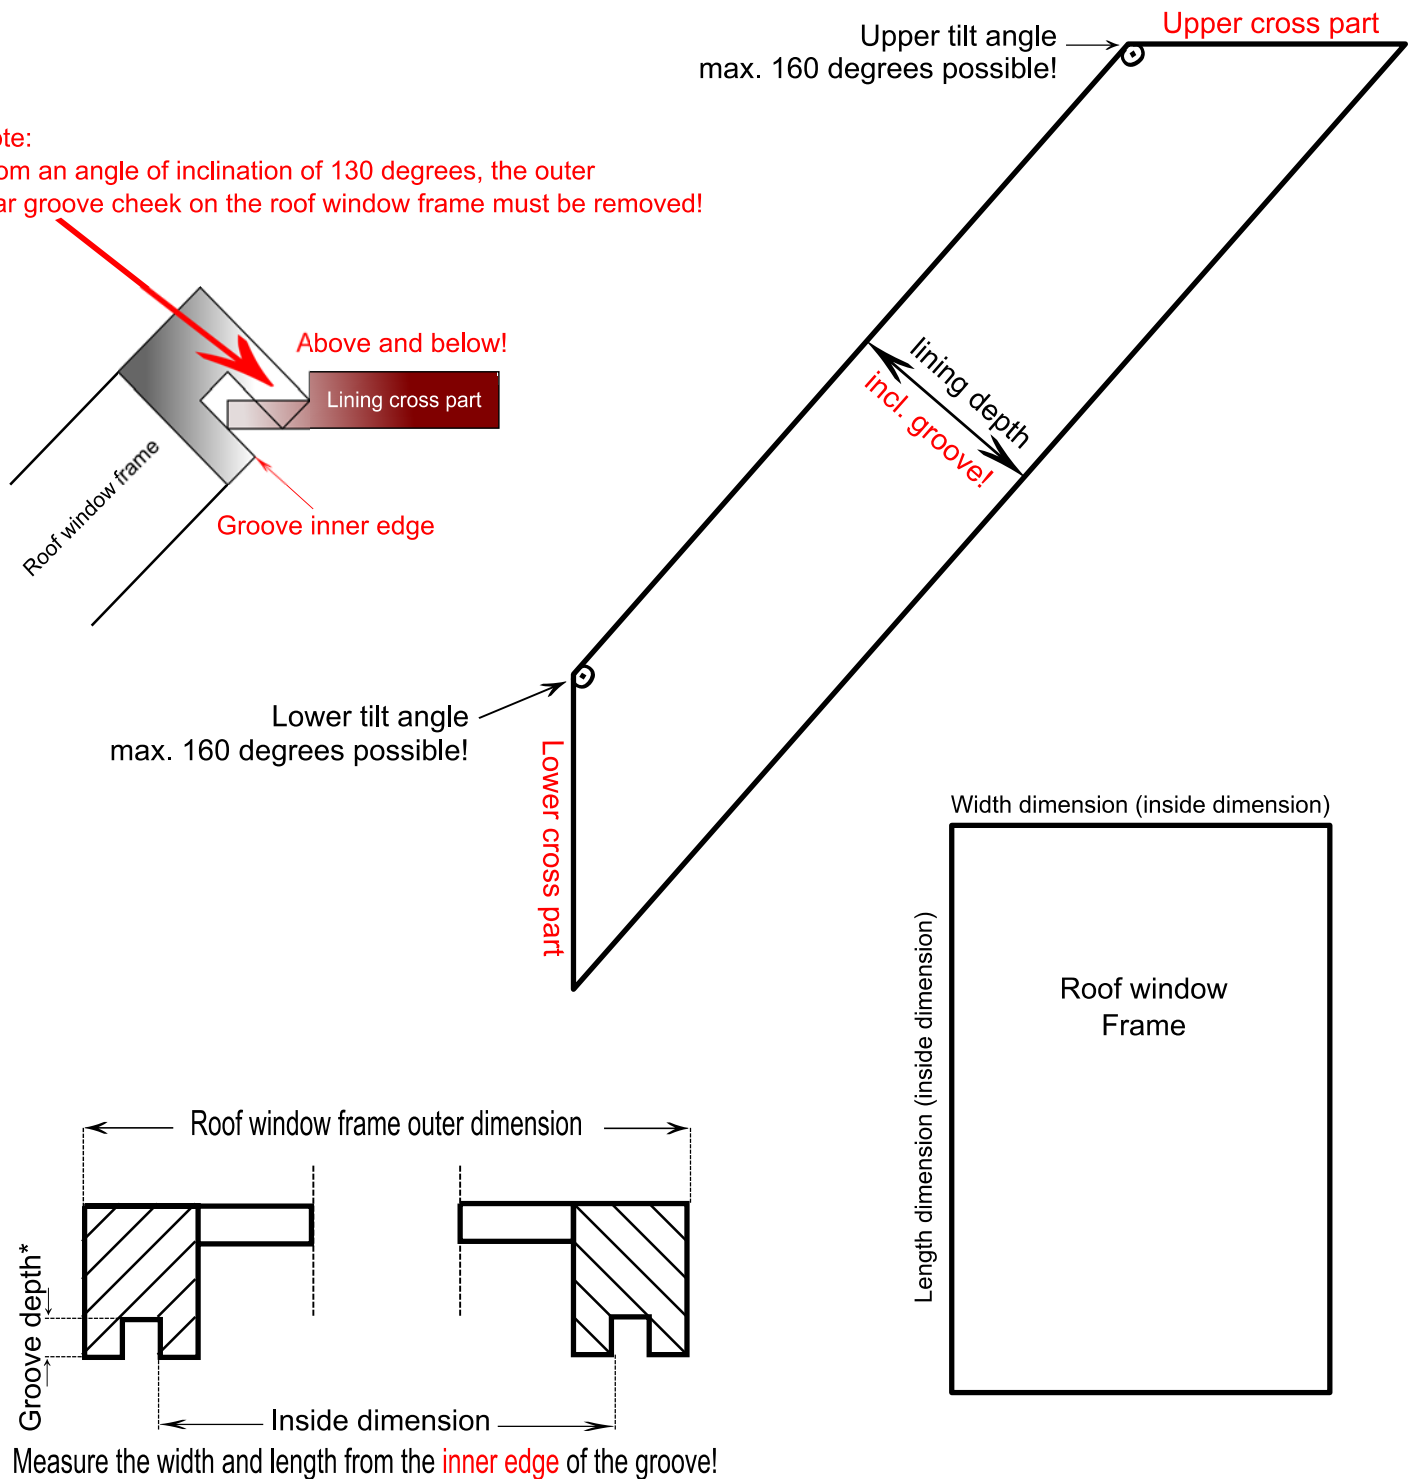 Upper cross part
Upper tilt angle
max. 160 degrees possible!
ote:
om an angle of inclination of 130 degrees, the outer
ar groove cheek on the roof window frame must be removed!
Above and below!
Lining cross part
Roof window frame
Groove inner edge
lining depth
incl. groove!
Lower tilt angle
max. 160 degrees possible!
Lower cross part
Width dimension (inside dimension)
Length dimension (inside dimension)
Roof window
Frame
Roof window frame outer dimension
Groove depth*
Inside dimension
Measure the width and length from the inner edge of the groove!